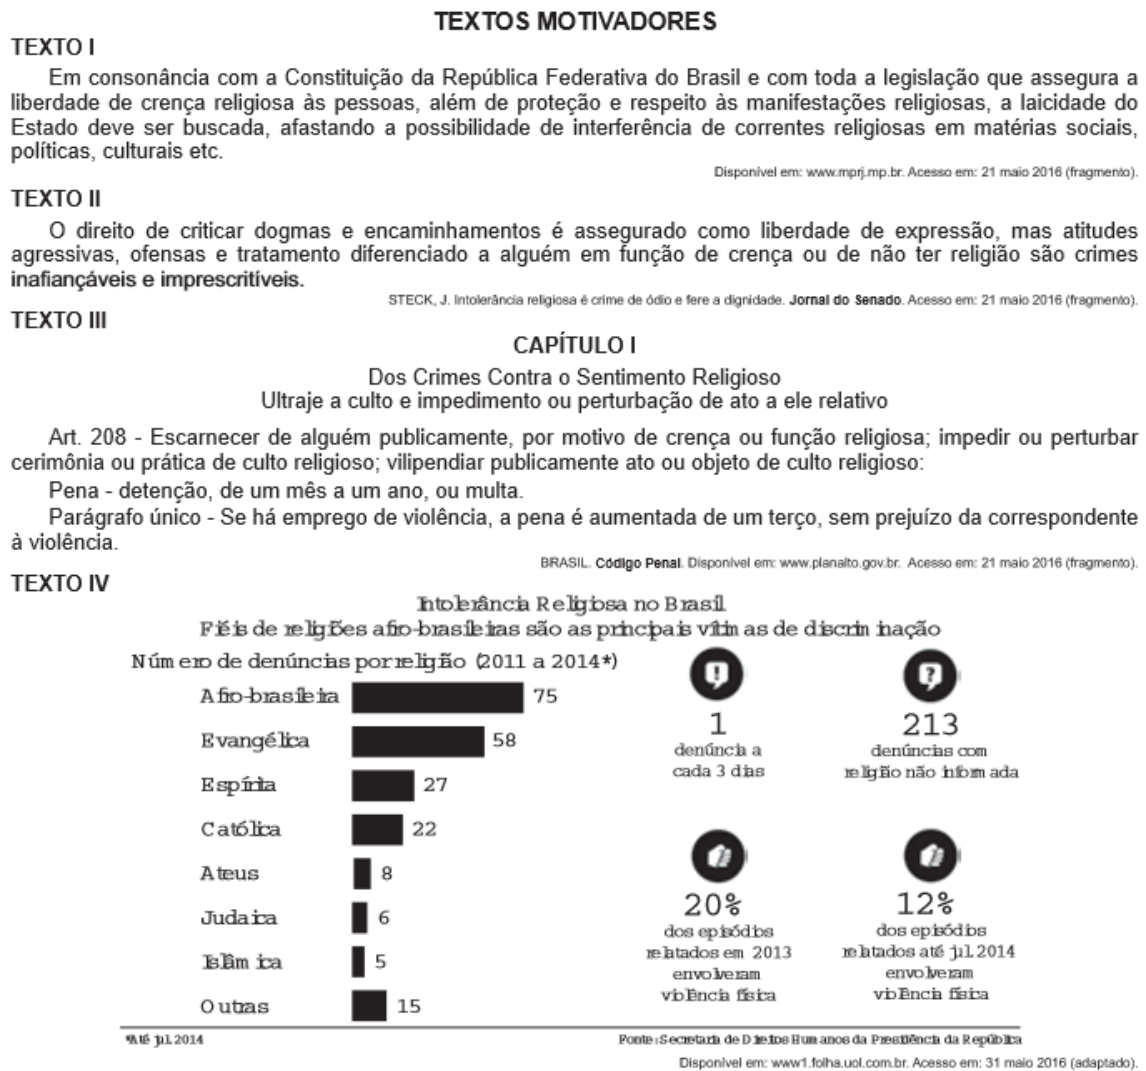 TEXTOS MOTIVADORES
TEXTO I
Em consonância com a Constituição da República Federativa do Brasil e com toda a legislação que assegura a
liberdade de crença religiosa às pessoas, além de proteção e respeito às manifestações religiosas, a laicidade do
Estado deve ser buscada, afastando a possibilidade de interferência de correntes religiosas em matérias sociais,
políticas, culturais etc.
Disponível em: www.mprj.mp.br. Acesso em: 21 maio 2016 (fragmento).
TEXTO II
O direito de criticar dogmas e encaminhamentos é assegurado como liberdade de expressão, mas atitudes
agressivas, ofensas e tratamento diferenciado a alguém em função de crença ou de não ter religião são crimes
inafiançáveis e imprescritíveis.
STECK, J. Intolerância religiosa é crime de ódio e fere a dignidade. Jornal do Senado. Acesso em: 21 maio 2016 (fragmento).
TEXTO III
CAPÍTULO I
Dos Crimes Contra o Sentimento Religioso
Ultraje a culto e impedimento ou perturbação de ato a ele relativo
Art. 208 - Escarnecer de alguém publicamente, por motivo de crença ou função religiosa; impedir ou perturbar
cerimônia ou prática de culto religioso; vilipendiar publicamente ato ou objeto de culto religioso:
Pena - detenção, de um mês a um ano, ou multa.
Parágrafo único - Se há emprego de violência, a pena é aumentada de um terço, sem prejuízo da correspondente
à violência.
BRASIL. Código Penal. Disponível em: www.planalto.gov.br. Acesso em: 21 maio 2016 (fragmento).
TEXTO IV
Intolerância Religiosa no Brasil
Fiéis de religiões afro-brasileiras são as principais vítimas de discriminação
Número de denúncias por religião (2011 a 2014*)
Afro-brasileira 75
Evangélica 58
Espírita 27
Católica 22
Ateus 8
Judaica 6
Islâmica 5
Outras 15
!
1
denúncia a
cada 3 dias
?
213
denúncias com
religião não informada
20%
dos episódios
relatados em 2013
envolveram
violência física
12%
dos episódios
relatados até jul.2014
envolveram
violência física
*Até jul. 2014
Fonte: Secretaria de Direitos Humanos da Presidência da República
Disponível em: www1.folha.uol.com.br. Acesso em: 31 maio 2016 (adaptado).